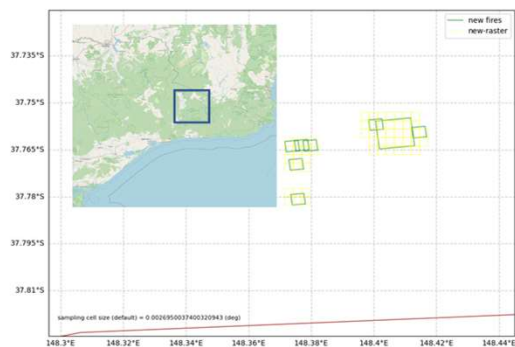 new fires
new-raster
37.735°S
37.75°S
37.765°S
37.78°S
37.795°S
37.81°S
sampling cell size (default) = 0.0026950037400320943 (deg)
148.3°E 148.32°E 148.34°E 148.36°E 148.38°E 148.4°E 148.42°E 148.44°E